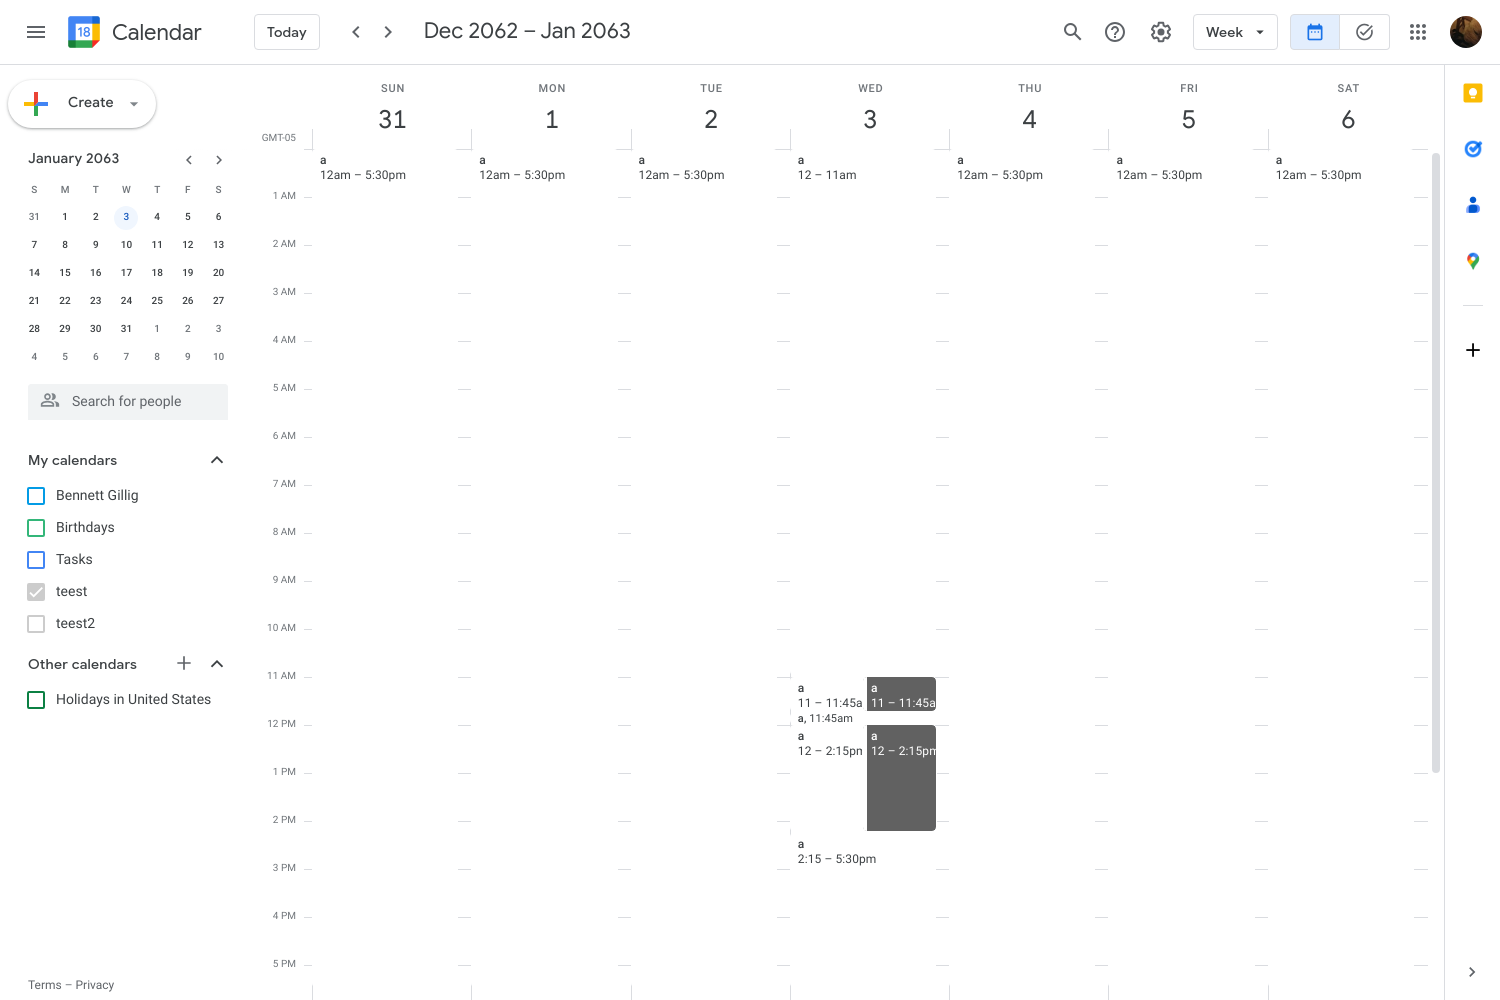 18 Calendar Today Dec 2062 – Jan 2063 Week
Create
January 2063
S M T W T F S
31 1 2 3 4 5 6
7 8 9 10 11 12 13
14 15 16 17 18 19 20
21 22 23 24 25 26 27
28 29 30 31 1 2 3
4 5 6 7 8 9 10
Search for people
My calendars
Bennett Gillig
Birthdays
Tasks
teest
teest2
Other calendars
Holidays in United States
Terms – Privacy
SUN MON TUE WED THU FRI SAT
31 1 2 3 4 5 6
GMT-05
a a a a a a a
12am – 5:30pm 12am – 5:30pm 12am – 5:30pm 12 – 11am 12am – 5:30pm 12am – 5:30pm 12am – 5:30pm
1 AM
2 AM
3 AM
4 AM
5 AM
6 AM
7 AM
8 AM
9 AM
10 AM
11 AM
a a
11 – 11:45a 11 – 11:45a
a, 11:45am
12 PM
a a
12 – 2:15pm 12 – 2:15pm
1 PM
2 PM
a
2:15 – 5:30pm
3 PM
4 PM
5 PM